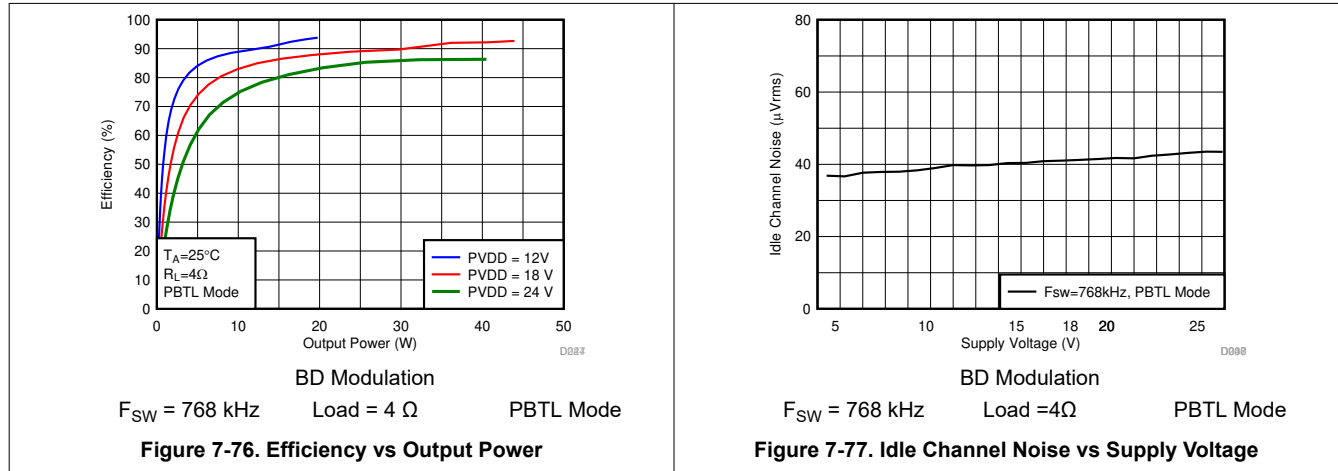 100
90
80
70
60
50
40
30
20
10
0
Efficiency (%)
T_A=25°C
R_L=4Ω
PBTL Mode
PVDD = 12V
PVDD = 18 V
PVDD = 24 V
0 10 20 30 40 50
Output Power (W)
BD Modulation
F_SW = 768 kHz Load = 4 Ω PBTL Mode
Figure 7-76. Efficiency vs Output Power
80
60
40
20
0
Idle Channel Noise (μVrms)
Fsw=768kHz, PBTL Mode
5 10 15 18 20 25
Supply Voltage (V)
BD Modulation
F_SW = 768 kHz Load =4Ω PBTL Mode
Figure 7-77. Idle Channel Noise vs Supply Voltage